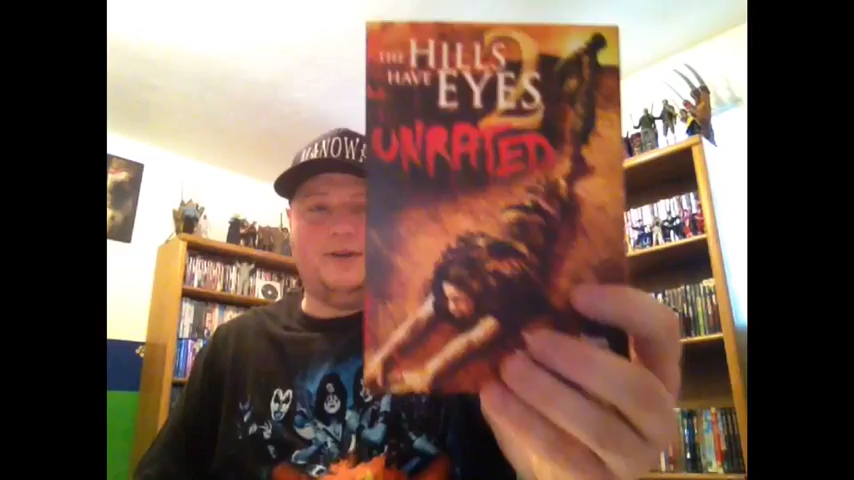 THE HILLS
HAVE EYES
2
UNRATED
MANOWA